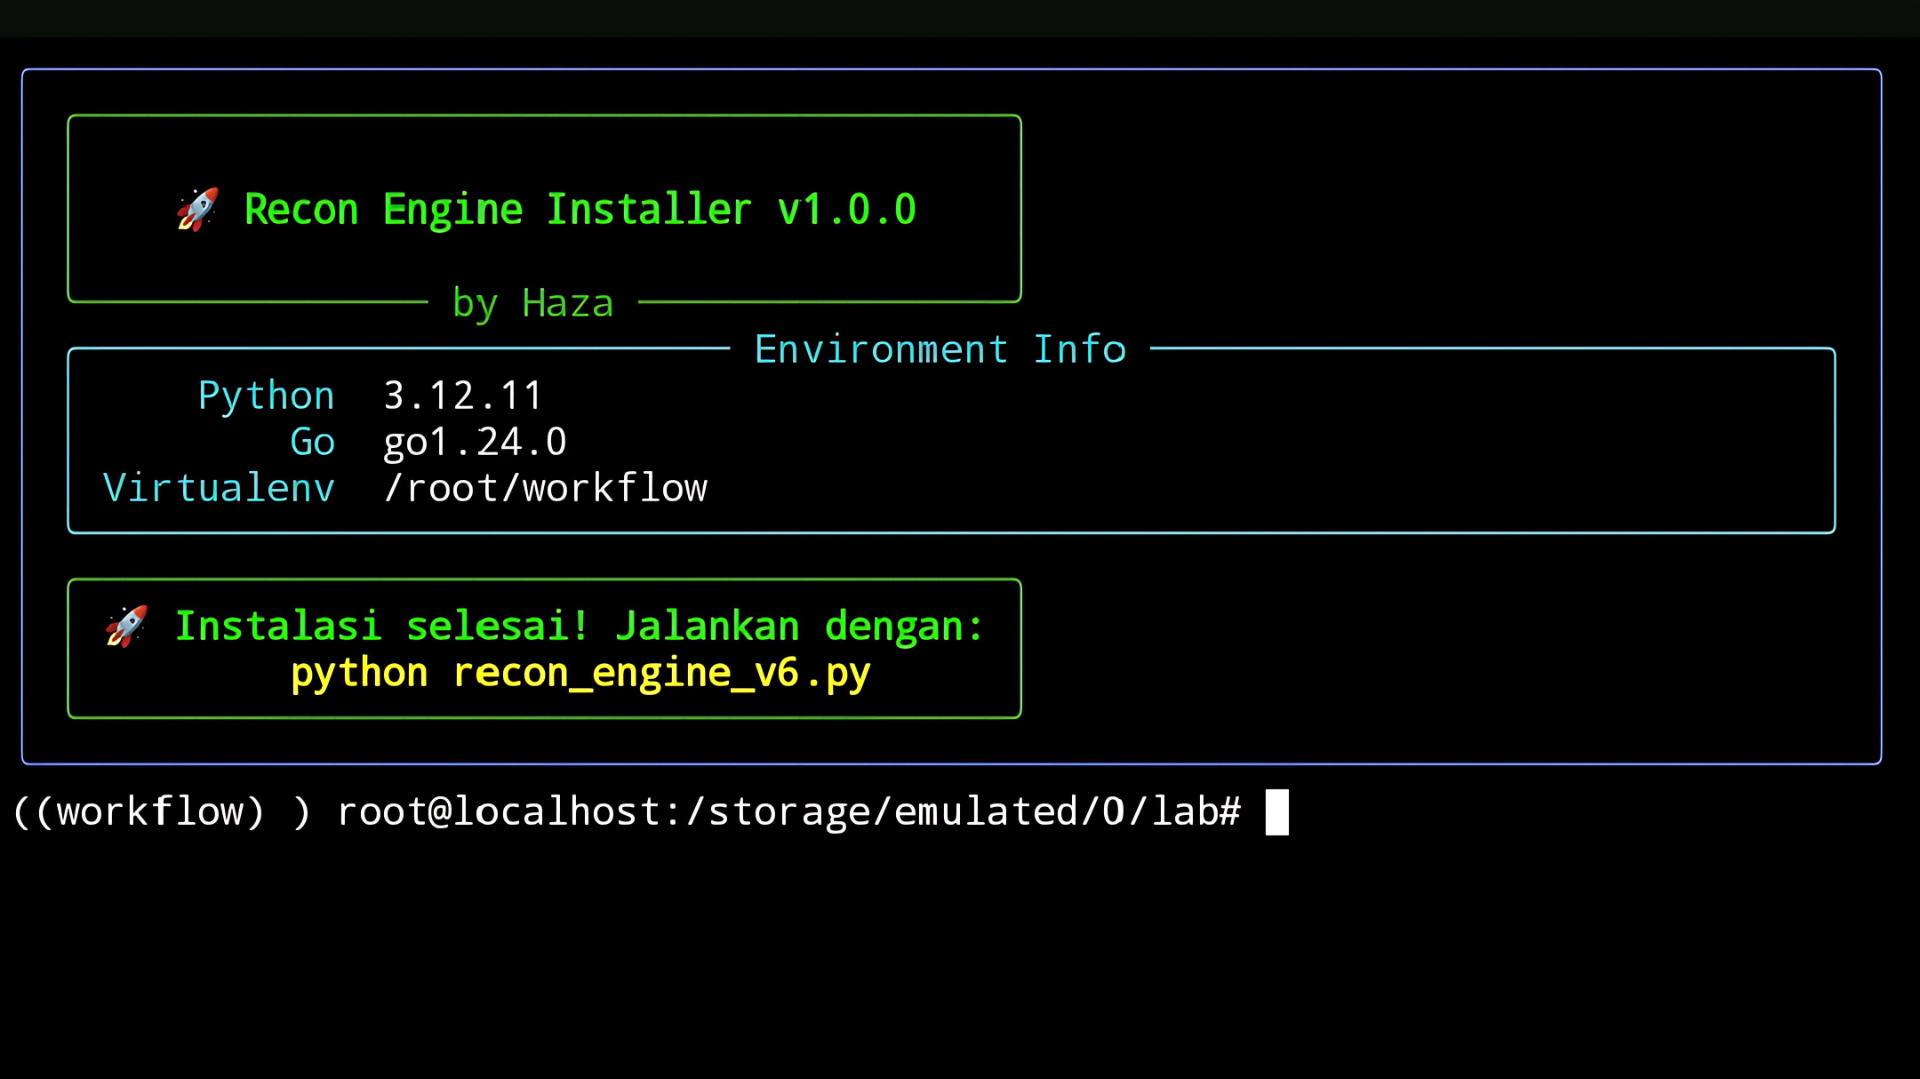 🚀 Recon Engine Installer v1.0.0
by Haza
Environment Info
Python 3.12.11
Go go1.24.0
Virtualenv /root/workflow
🚀 Instalasi selesai! Jalankan dengan:
python recon_engine_v6.py
((workflow) ) root@localhost:/storage/emulated/0/lab#